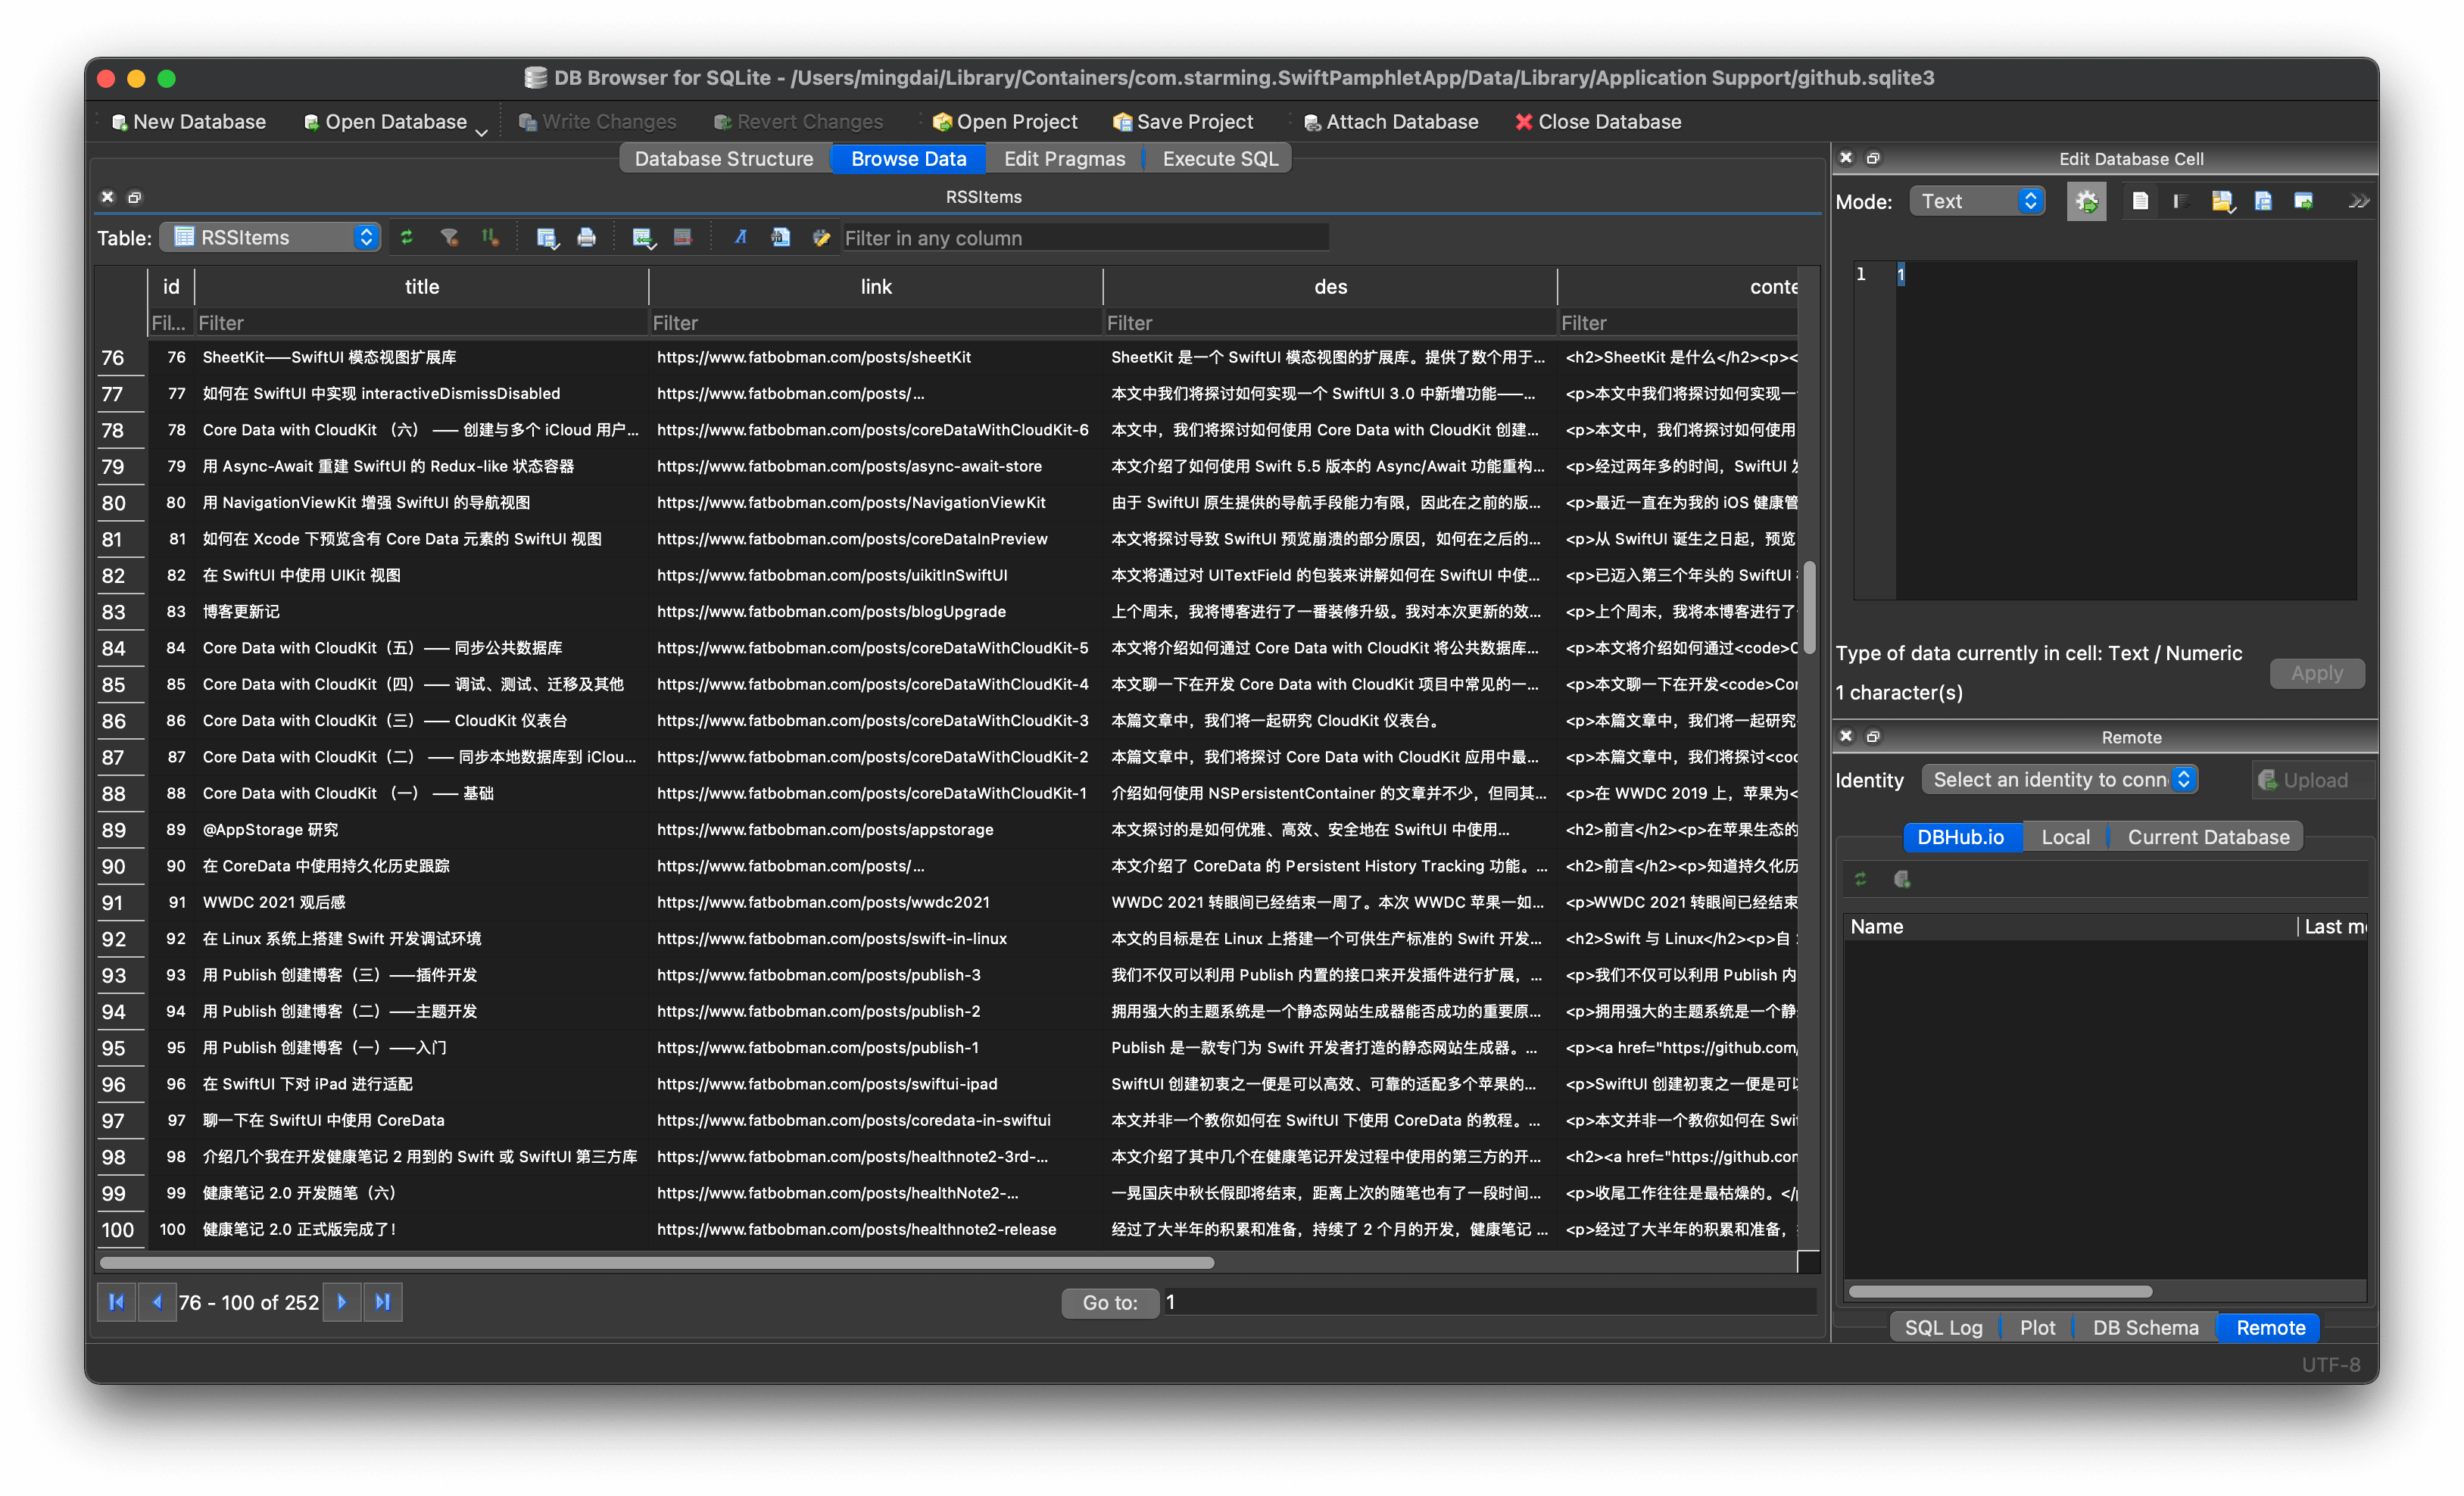 DB Browser for SQLite - /Users/mingdai/Library/Containers/com.starming.SwiftPamphletApp/Data/Library/Application Support/github.sqlite3
New Database Open Database Write Changes Revert Changes Open Project Save Project Attach Database Close Database
Database Structure Browse Data Edit Pragmas Execute SQL
RSSItems
Table: RSSItems Filter in any column
id title link des conte
Fil... Filter Filter Filter Filter
76 76 SheetKit——SwiftUI 模态视图扩展库 https://www.fatbobman.com/posts/sheetKit SheetKit 是一个 SwiftUI 模态视图的扩展库。提供了数个用于... <h2>SheetKit 是什么</h2><p><
77 77 如何在 SwiftUI 中实现 interactiveDismissDisabled https://www.fatbobman.com/posts/... 本文中我们将探讨如何实现一个 SwiftUI 3.0 中新增功能——... <p>本文中我们将探讨如何实现一
78 78 Core Data with CloudKit （六） —— 创建与多个 iCloud 用户... https://www.fatbobman.com/posts/coreDataWithCloudKit-6 本文中，我们将探讨如何使用 Core Data with CloudKit 创建... <p>本文中，我们将探讨如何使用
79 79 用 Async-Await 重建 SwiftUI 的 Redux-like 状态容器 https://www.fatbobman.com/posts/async-await-store 本文介绍了如何使用 Swift 5.5 版本的 Async/Await 功能重构... <p>经过两年多的时间，SwiftUI 发
80 80 用 NavigationViewKit 增强 SwiftUI 的导航视图 https://www.fatbobman.com/posts/NavigationViewKit 由于 SwiftUI 原生提供的导航手段能力有限，因此在之前的版... <p>最近一直在为我的 iOS 健康管
81 81 如何在 Xcode 下预览含有 Core Data 元素的 SwiftUI 视图 https://www.fatbobman.com/posts/coreDataInPreview 本文将探讨导致 SwiftUI 预览崩溃的部分原因，如何在之后的... <p>从 SwiftUI 诞生之日起，预览
82 82 在 SwiftUI 中使用 UIKit 视图 https://www.fatbobman.com/posts/uikitInSwiftUI 本文将通过对 UITextField 的包装来讲解如何在 SwiftUI 中使... <p>已迈入第三个年头的 SwiftUI
83 83 博客更新记 https://www.fatbobman.com/posts/blogUpgrade 上个周末，我将博客进行了一番装修升级。我对本次更新的效... <p>上个周末，我将本博客进行了
84 84 Core Data with CloudKit（五）—— 同步公共数据库 https://www.fatbobman.com/posts/coreDataWithCloudKit-5 本文将介绍如何通过 Core Data with CloudKit 将公共数据库... <p>本文将介绍如何通过<code>C
85 85 Core Data with CloudKit（四）—— 调试、测试、迁移及其他 https://www.fatbobman.com/posts/coreDataWithCloudKit-4 本文聊一下在开发 Core Data with CloudKit 项目中常见的一... <p>本文聊一下在开发<code>Cor
86 86 Core Data with CloudKit（三）—— CloudKit 仪表台 https://www.fatbobman.com/posts/coreDataWithCloudKit-3 本篇文章中，我们将一起研究 CloudKit 仪表台。 <p>本篇文章中，我们将一起研究
87 87 Core Data with CloudKit（二） —— 同步本地数据库到 iClou... https://www.fatbobman.com/posts/coreDataWithCloudKit-2 本篇文章中，我们将探讨 Core Data with CloudKit 应用中最... <p>本篇文章中，我们将探讨<cod
88 88 Core Data with CloudKit （一） —— 基础 https://www.fatbobman.com/posts/coreDataWithCloudKit-1 介绍如何使用 NSPersistentContainer 的文章并不少，但同其... <p>在 WWDC 2019 上，苹果为<
89 89 @AppStorage 研究 https://www.fatbobman.com/posts/appstorage 本文探讨的是如何优雅、高效、安全地在 SwiftUI 中使用... <h2>前言</h2><p>在苹果生态的
90 90 在 CoreData 中使用持久化历史跟踪 https://www.fatbobman.com/posts/... 本文介绍了 CoreData 的 Persistent History Tracking 功能。... <h2>前言</h2><p>知道持久化历
91 91 WWDC 2021 观后感 https://www.fatbobman.com/posts/wwdc2021 WWDC 2021 转眼间已经结束一周了。本次 WWDC 苹果一如... <p>WWDC 2021 转眼间已经结束
92 92 在 Linux 系统上搭建 Swift 开发调试环境 https://www.fatbobman.com/posts/swift-in-linux 本文的目标是在 Linux 上搭建一个可供生产标准的 Swift 开发... <h2>Swift 与 Linux</h2><p>自
93 93 用 Publish 创建博客（三）——插件开发 https://www.fatbobman.com/posts/publish-3 我们不仅可以利用 Publish 内置的接口来开发插件进行扩展，... <p>我们不仅可以利用 Publish 内
94 94 用 Publish 创建博客（二）——主题开发 https://www.fatbobman.com/posts/publish-2 拥用强大的主题系统是一个静态网站生成器能否成功的重要原... <p>拥用强大的主题系统是一个静
95 95 用 Publish 创建博客（一）——入门 https://www.fatbobman.com/posts/publish-1 Publish 是一款专门为 Swift 开发者打造的静态网站生成器。... <p><a href="https://github.com/
96 96 在 SwiftUI 下对 iPad 进行适配 https://www.fatbobman.com/posts/swiftui-ipad SwiftUI 创建初衷之一便是可以高效、可靠的适配多个苹果的... <p>SwiftUI 创建初衷之一便是可以
97 97 聊一下在 SwiftUI 中使用 CoreData https://www.fatbobman.com/posts/coredata-in-swiftui 本文并非一个教你如何在 SwiftUI 下使用 CoreData 的教程。... <p>本文并非一个教你如何在 Swi
98 98 介绍几个我在开发健康笔记 2 用到的 Swift 或 SwiftUI 第三方库 https://www.fatbobman.com/posts/healthnote2-3rd-... 本文介绍了其中几个在健康笔记开发过程中使用的第三方的开... <h2><a href="https://github.con
99 99 健康笔记 2.0 开发随笔（六） https://www.fatbobman.com/posts/healthNote2-... 一晃国庆中秋长假即将结束，距离上次的随笔也有了一段时间... <p>收尾工作往往是最枯燥的。</
100 100 健康笔记 2.0 正式版完成了！ https://www.fatbobman.com/posts/healthnote2-release 经过了大半年的积累和准备，持续了 2 个月的开发，健康笔记 ... <p>经过了大半年的积累和准备，
76 - 100 of 252 Go to: 1
Edit Database Cell
Mode: Text
1 1
Type of data currently in cell: Text / Numeric
1 character(s)
Apply
Remote
Identity Select an identity to conn Upload
DBHub.io Local Current Database
Name Last m
SQL Log Plot DB Schema Remote
UTF-8